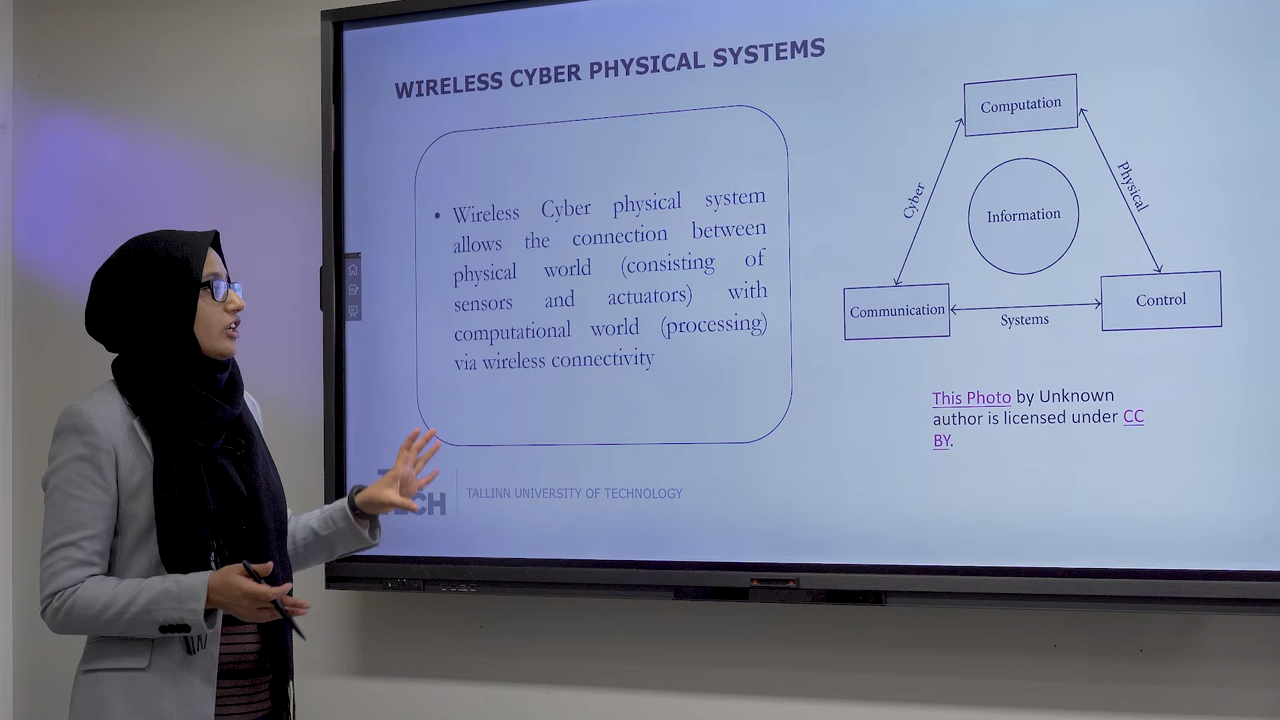 WIRELESS CYBER PHYSICAL SYSTEMS
• Wireless Cyber physical system
allows the connection between
physical world (consisting of
sensors and actuators) with
computational world (processing)
via wireless connectivity
Computation
Cyber
Physical
Information
Communication
Control
Systems
This Photo by Unknown
author is licensed under CC
BY.
TALLINN UNIVERSITY OF TECHNOLOGY